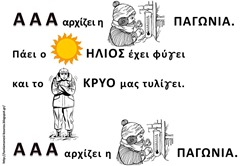 Α Α Α αρχίζει η ΠΑΓΩΝΙΑ.
Πάει ο ΗΛΙΟΣ έχει φύγει
και το ΚΡΥΟ μας τυλίγει.
Α Α Α αρχίζει η ΠΑΓΩΝΙΑ.